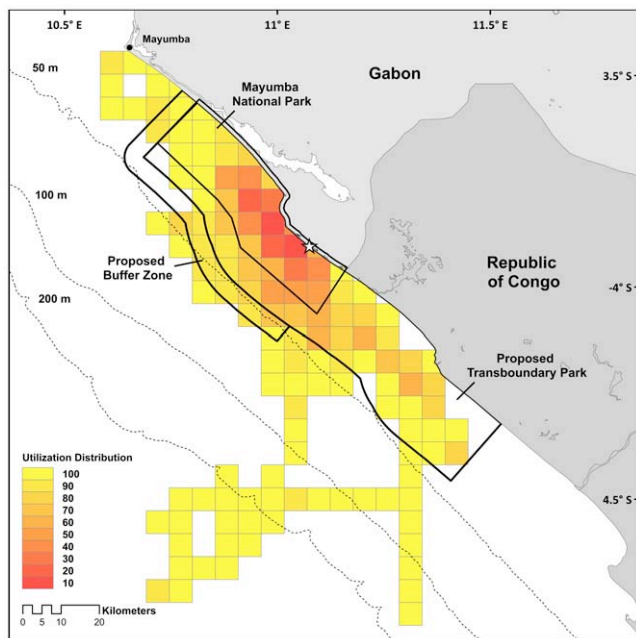 10.5° E
11° E
11.5° E
Mayumba
50 m
Gabon
3.5° S
Mayumba
National Park
100 m
Proposed
Buffer Zone
Republic
of Congo
-4° S
200 m
Proposed
Transboundary Park
Utilization Distribution
100
90
80
70
60
50
40
30
20
10
4.5° S
Kilometers
0 5 10 20